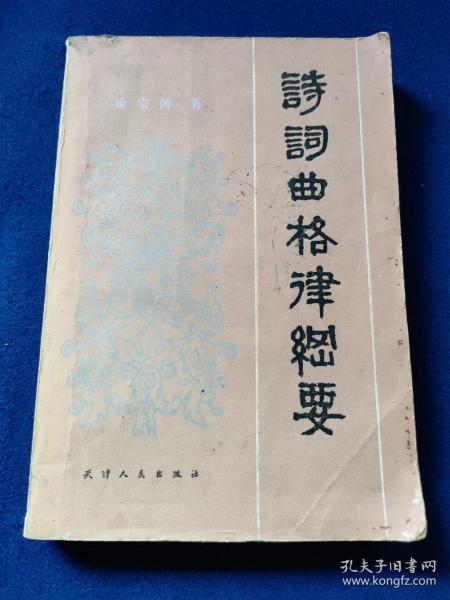 詩詞曲格律綱要
涂宗涛 著
天津人民出版社
孔夫子旧书网
www.kongfz.com